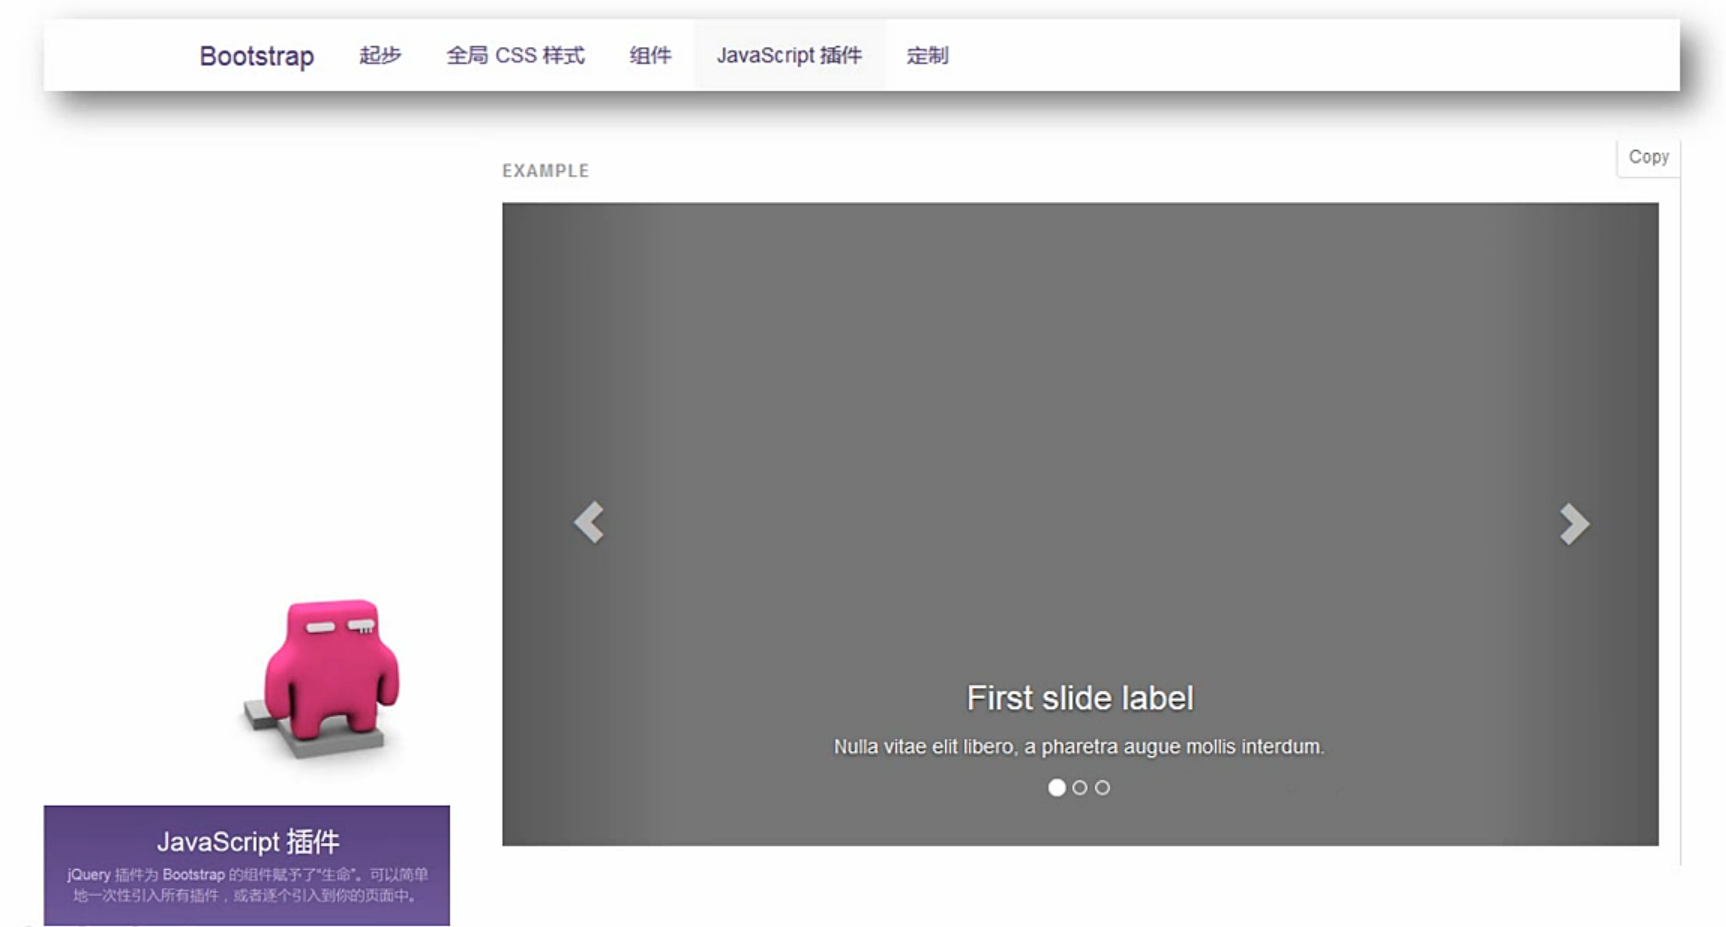 Bootstrap 起步 全局 CSS 样式 组件 JavaScript 插件 定制
EXAMPLE
Copy
First slide label
Nulla vitae elit libero, a pharetra augue mollis interdum.
JavaScript 插件
jQuery 插件为 Bootstrap 的组件赋予了“生命”。可以简单
地一次性引入所有插件，或者逐个引入到你的页面中。